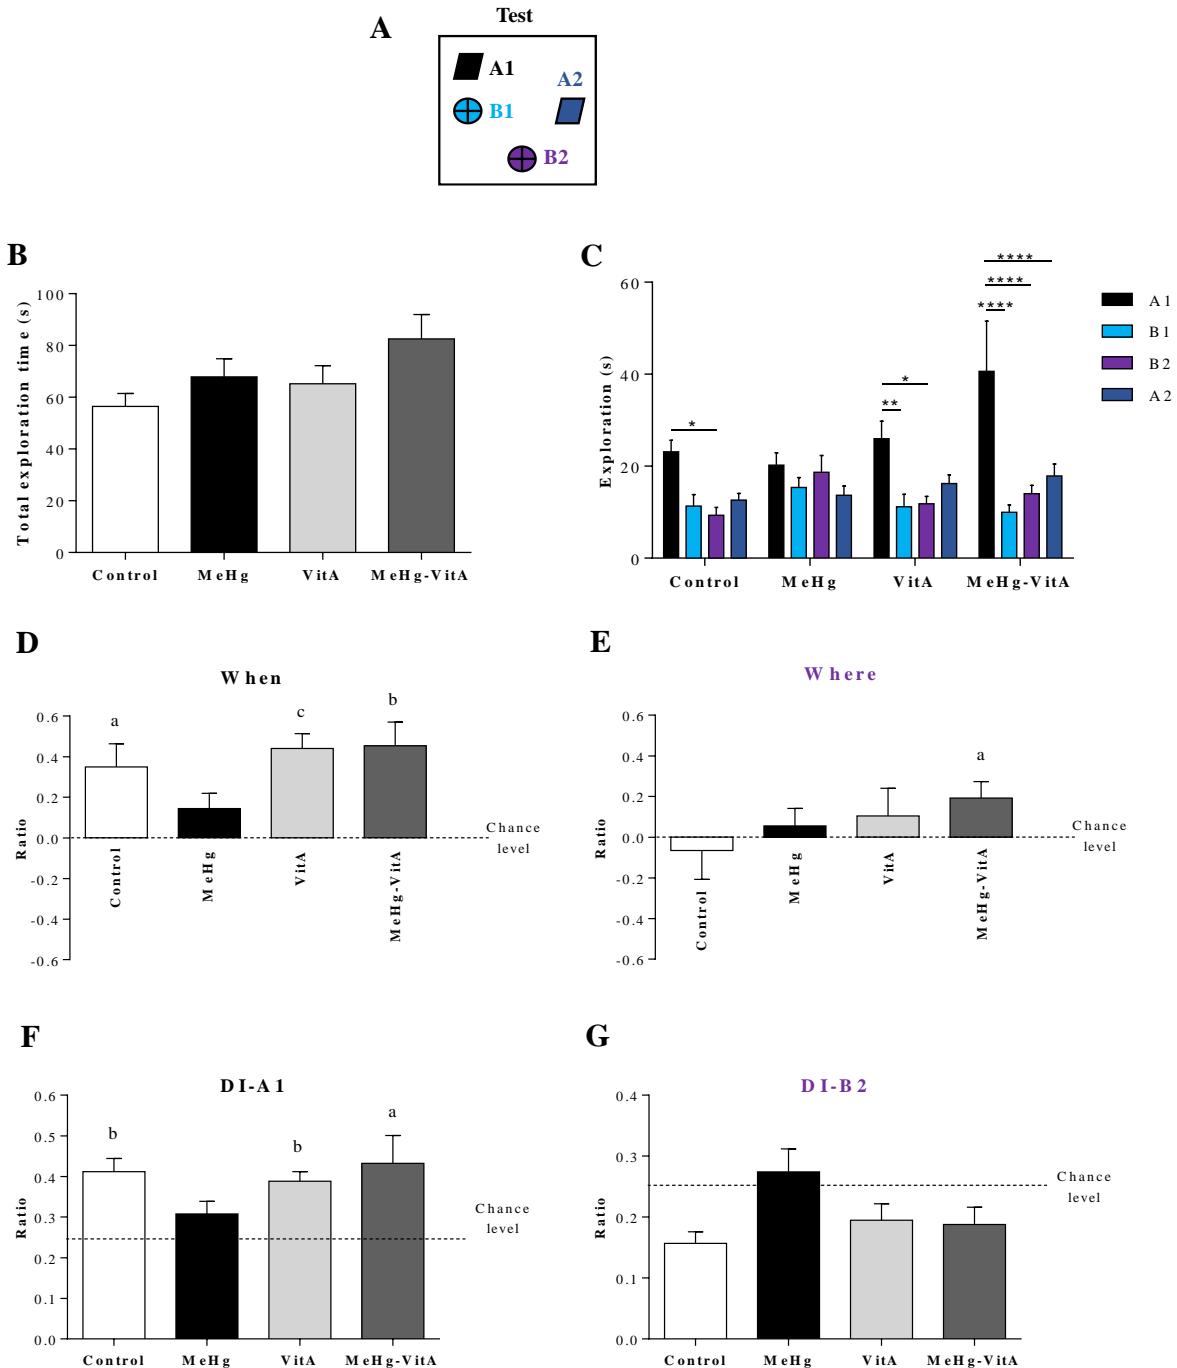 A
Test
A1
A2
B1
B2
B
Total exploration time (s)
100
80
60
40
20
0
Control
MeHg
VitA
MeHg-VitA
C
Exploration (s)
60
40
20
0
*
**
*
****
****
****
Control
MeHg
VitA
MeHg-VitA
A1
B1
B2
A2
D
When
Ratio
0.6
0.4
0.2
0.0
-0.2
-0.4
-0.6
a
c
b
Control
MeHg
VitA
MeHg-VitA
Chance
level
E
Where
Ratio
0.6
0.4
0.2
0.0
-0.2
-0.4
-0.6
a
Control
MeHg
VitA
MeHg-VitA
Chance
level
F
DI-A1
Ratio
0.6
0.5
0.4
0.3
0.2
0.1
0.0
b
b
a
Chance
level
Control
MeHg
VitA
MeHg-VitA
G
DI-B2
Ratio
0.4
0.3
0.2
0.1
0.0
Chance
level
Control
MeHg
VitA
MeHg-VitA